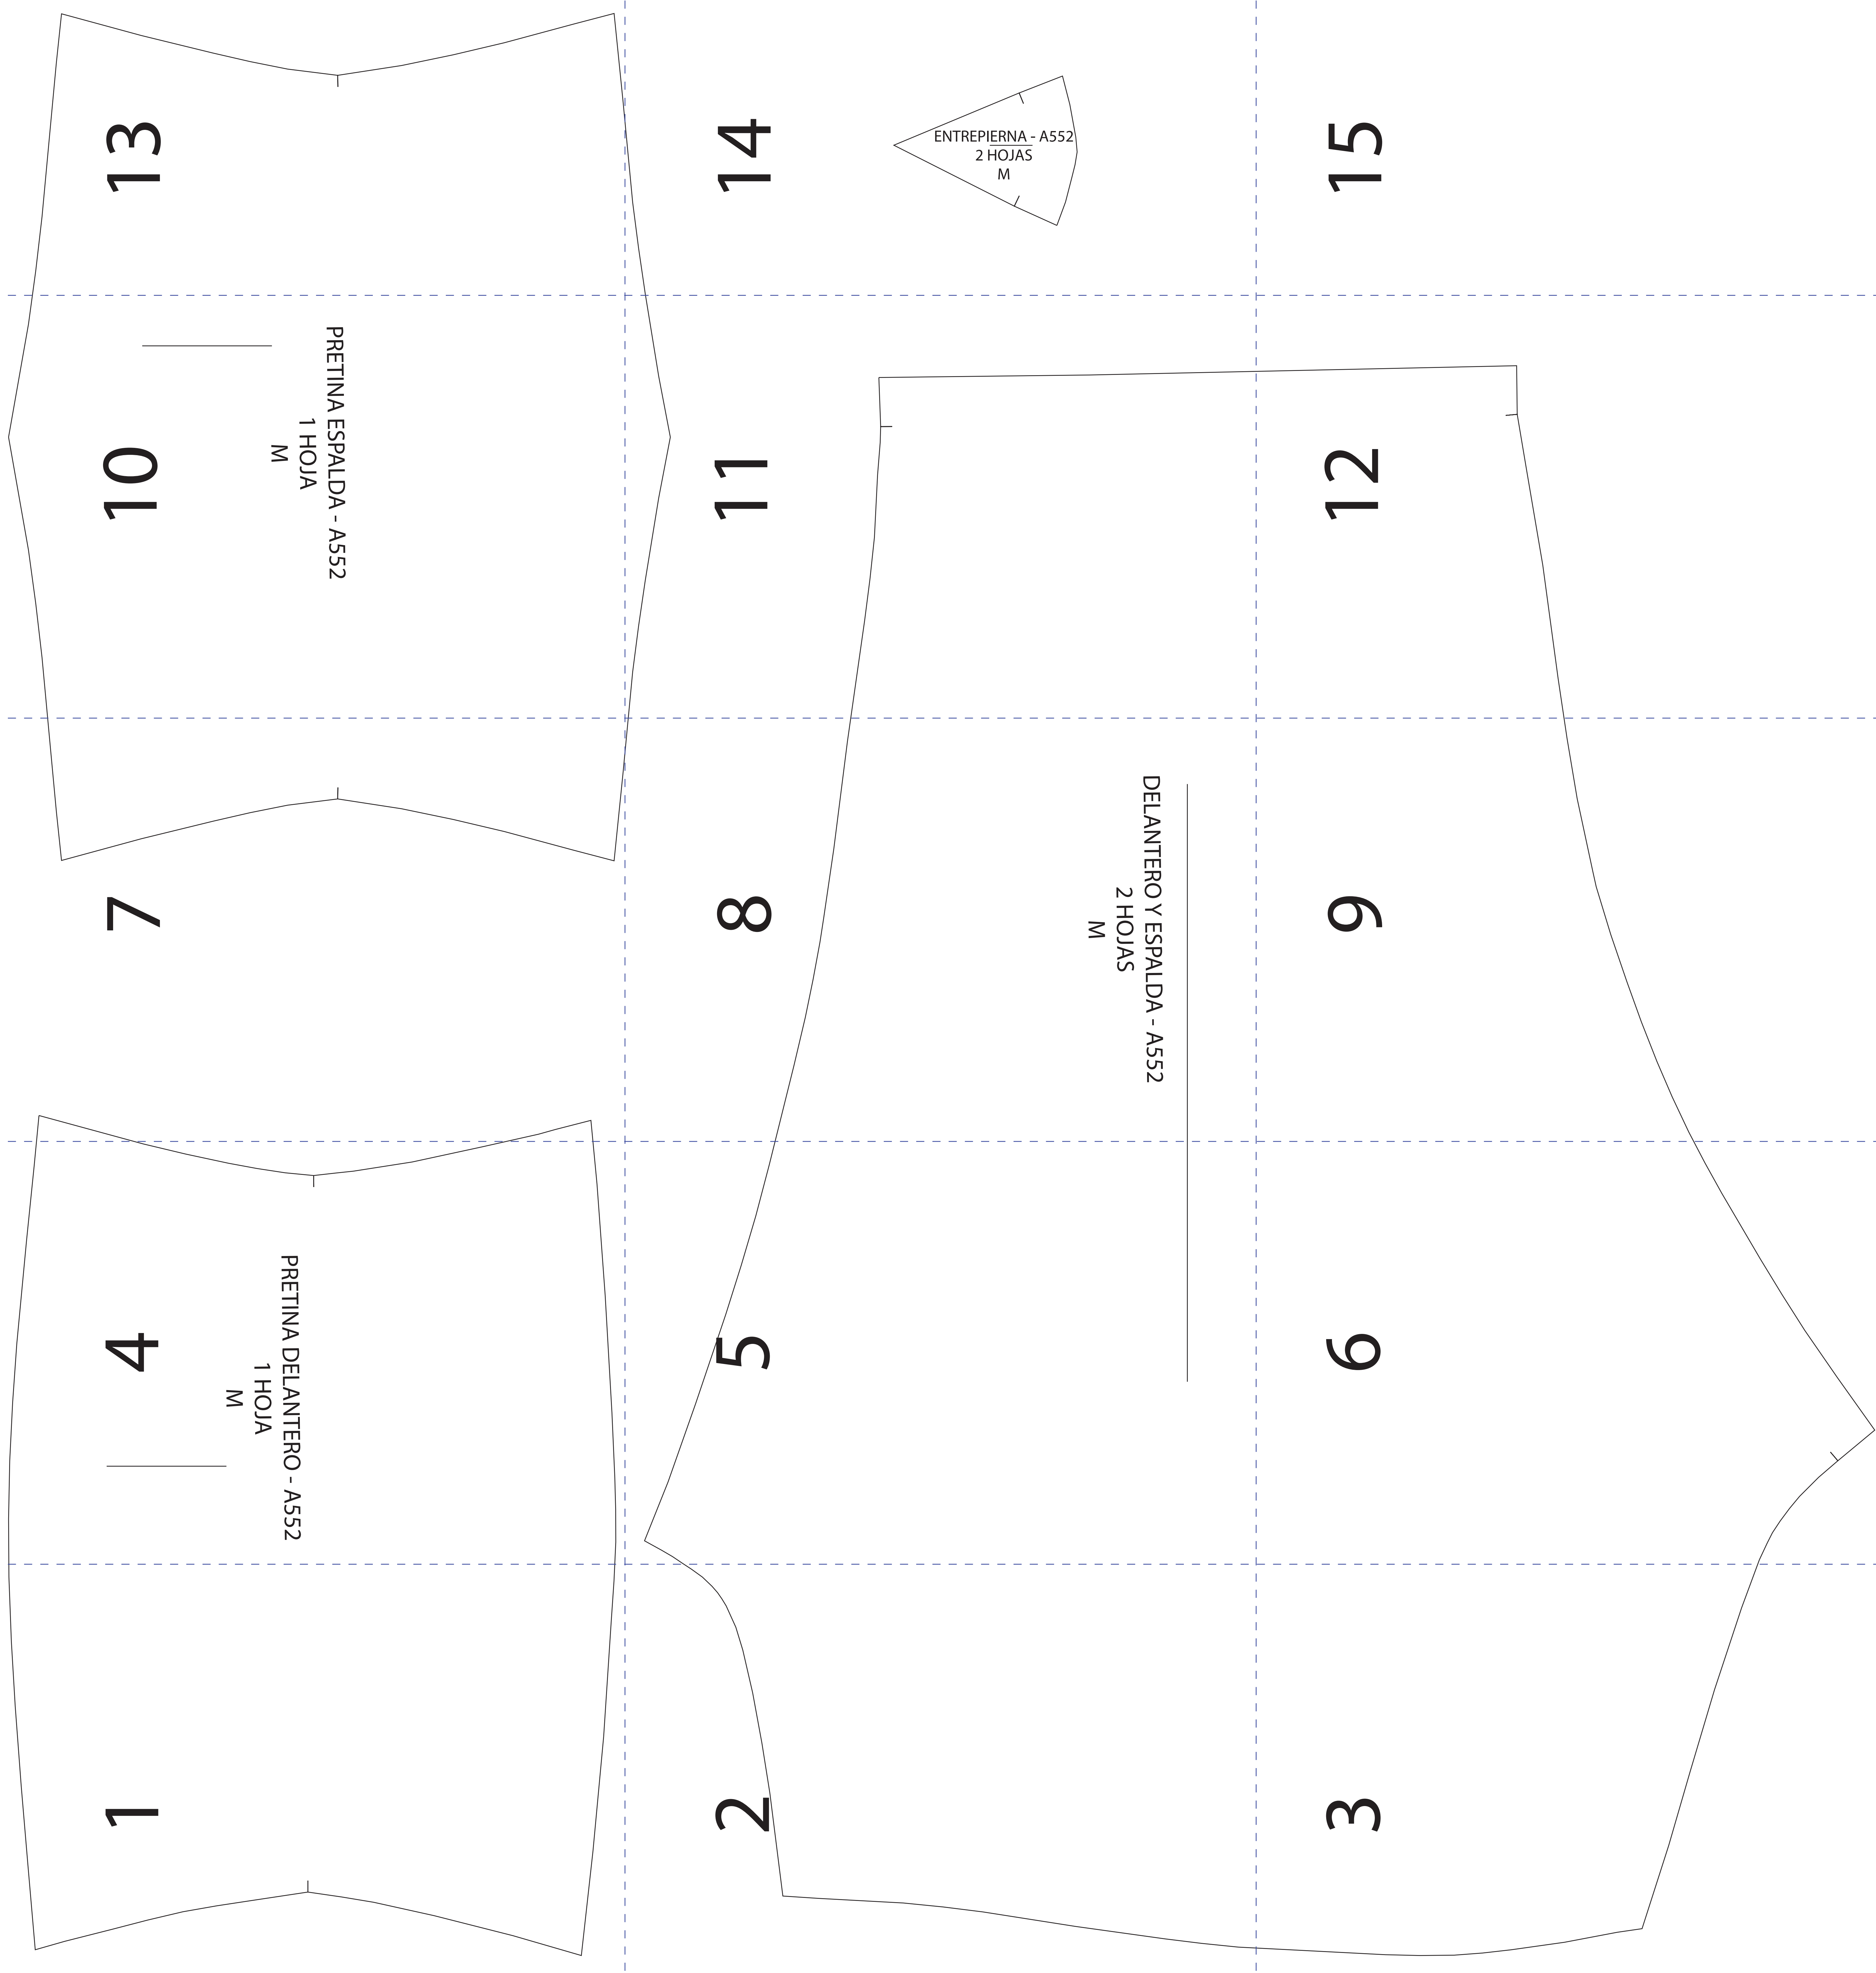 13
14
ENTREPIERNA - A552
2 HOJAS
M
15
PRETINA ESPALDA - A552
1 HOJA
M
10
11
12
7
8
DELANTERO Y ESPALDA - A552
2 HOJAS
M
9
4
PRETINA DELANTERO - A552
1 HOJA
M
5
6
1
2
3